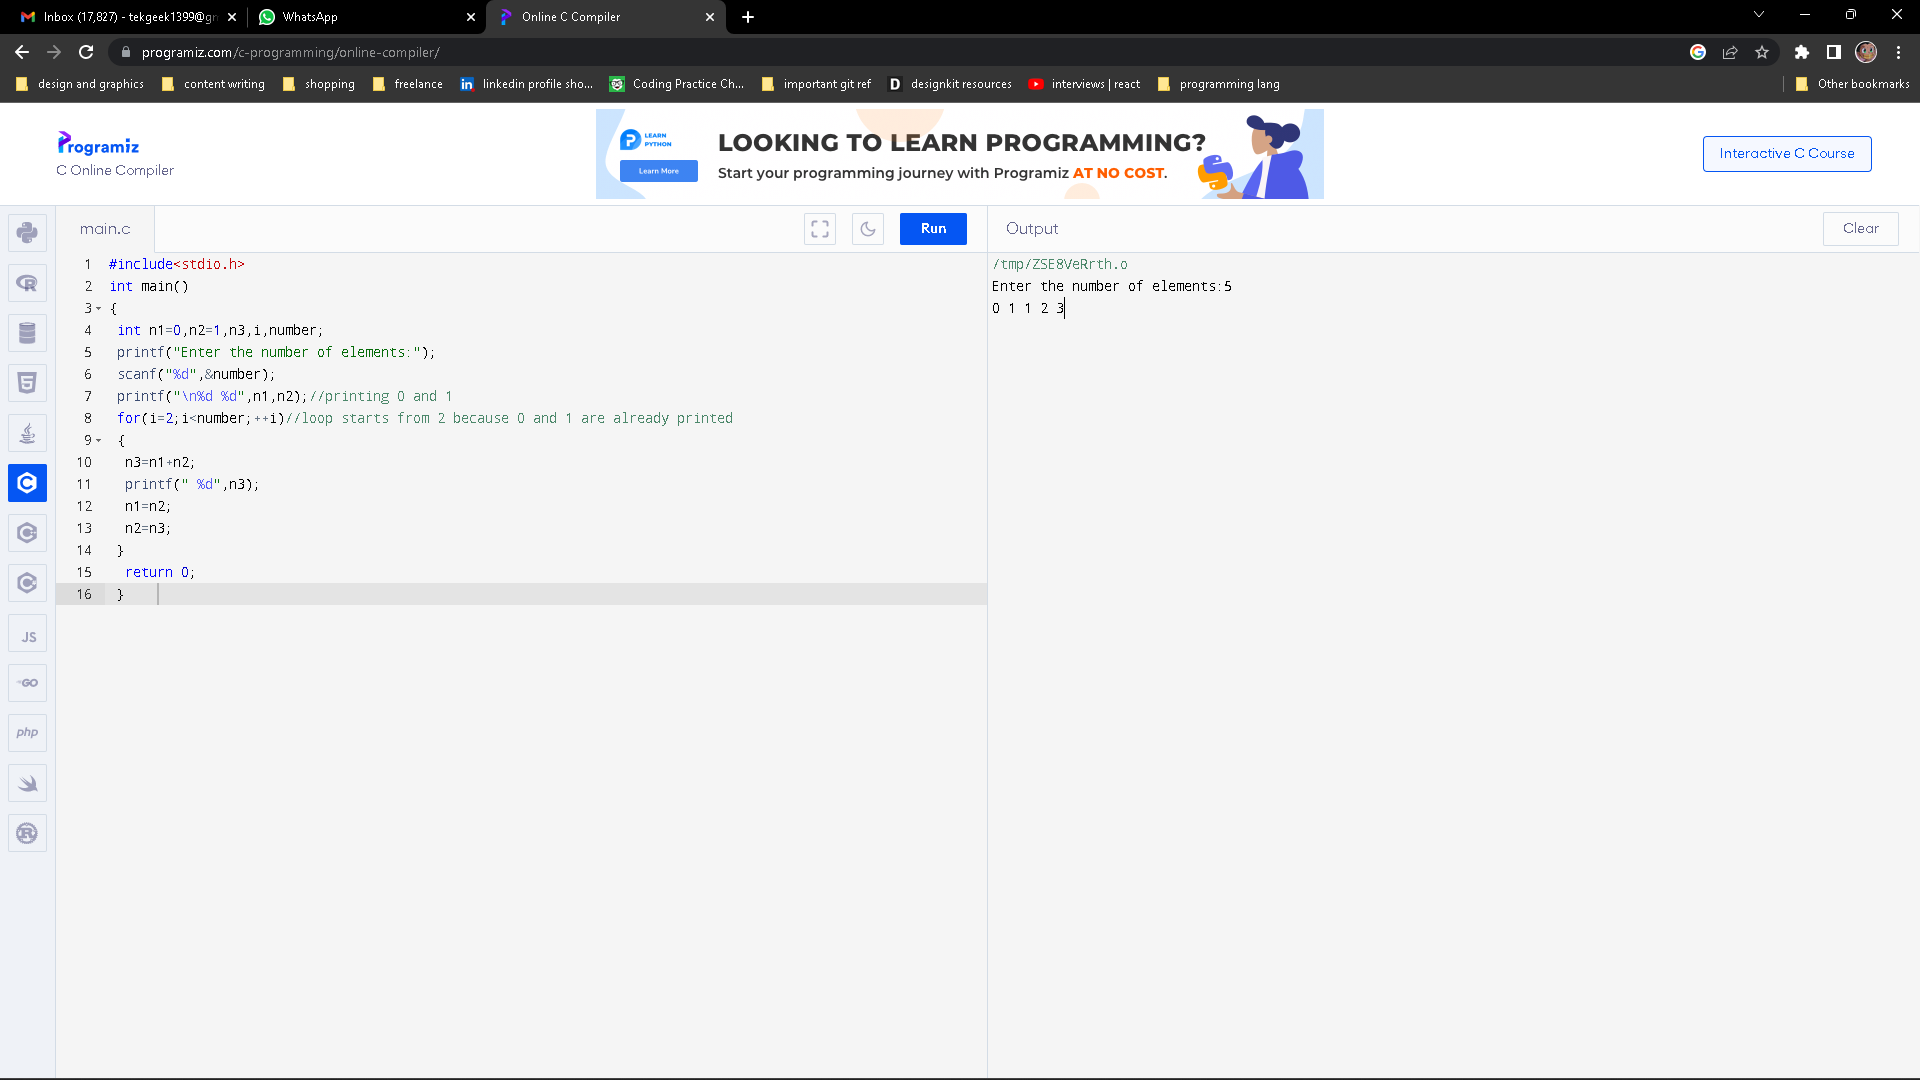 Inbox (17,827) - tekgeek1399@gn
WhatsApp
Online C Compiler
programiz.com/c-programming/online-compiler/
design and graphics
content writing
shopping
freelance
linkedin profile sho...
Coding Practice Ch...
important git ref
designkit resources
interviews | react
programming lang
Other bookmarks
Programiz
C Online Compiler
LEARN
PYTHON
Learn More
LOOKING TO LEARN PROGRAMMING?
Start your programming journey with Programiz AT NO COST.
Interactive C Course
main.c
Run
Output
Clear
1 #include<stdio.h>
2 int main()
3 {
4 int n1=0,n2=1,n3,i,number;
5 printf("Enter the number of elements:");
6 scanf("%d",&number);
7 printf("\n%d %d",n1,n2);//printing 0 and 1
8 for(i=2;i<number;++i)//loop starts from 2 because 0 and 1 are already printed
9 {
10 n3=n1+n2;
11 printf(" %d",n3);
12 n1=n2;
13 n2=n3;
14 }
15 return 0;
16 }
/tmp/ZSE8VeRrth.o
Enter the number of elements:5
0 1 1 2 3
JS
GO
php